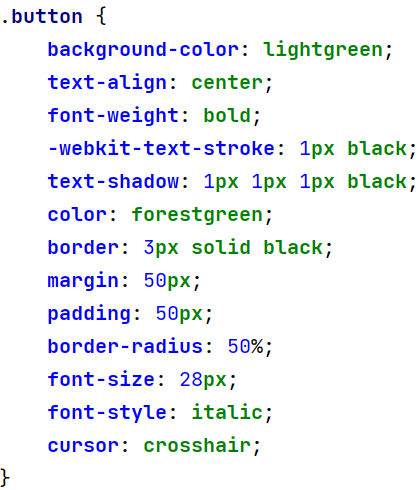 .button {
    background-color: lightgreen;
    text-align: center;
    font-weight: bold;
    -webkit-text-stroke: 1px black;
    text-shadow: 1px 1px 1px black;
    color: forestgreen;
    border: 3px solid black;
    margin: 50px;
    padding: 50px;
    border-radius: 50%;
    font-size: 28px;
    font-style: italic;
    cursor: crosshair;
}